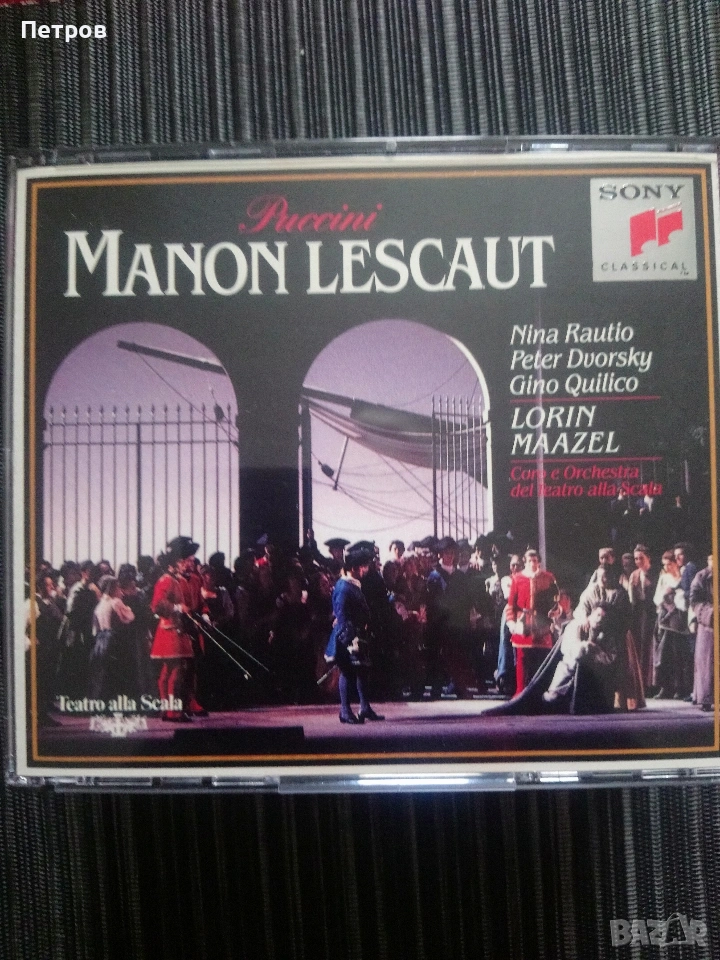 Петров
Puccini
MANON LESCAUT
SONY
CLASSICAL
Nina Rautio
Peter Dvorsky
Gino Quilico
LORIN
MAAZEL
Coro e Orchestra
del Teatro alla Scala
Teatro alla Scala
BAZAR